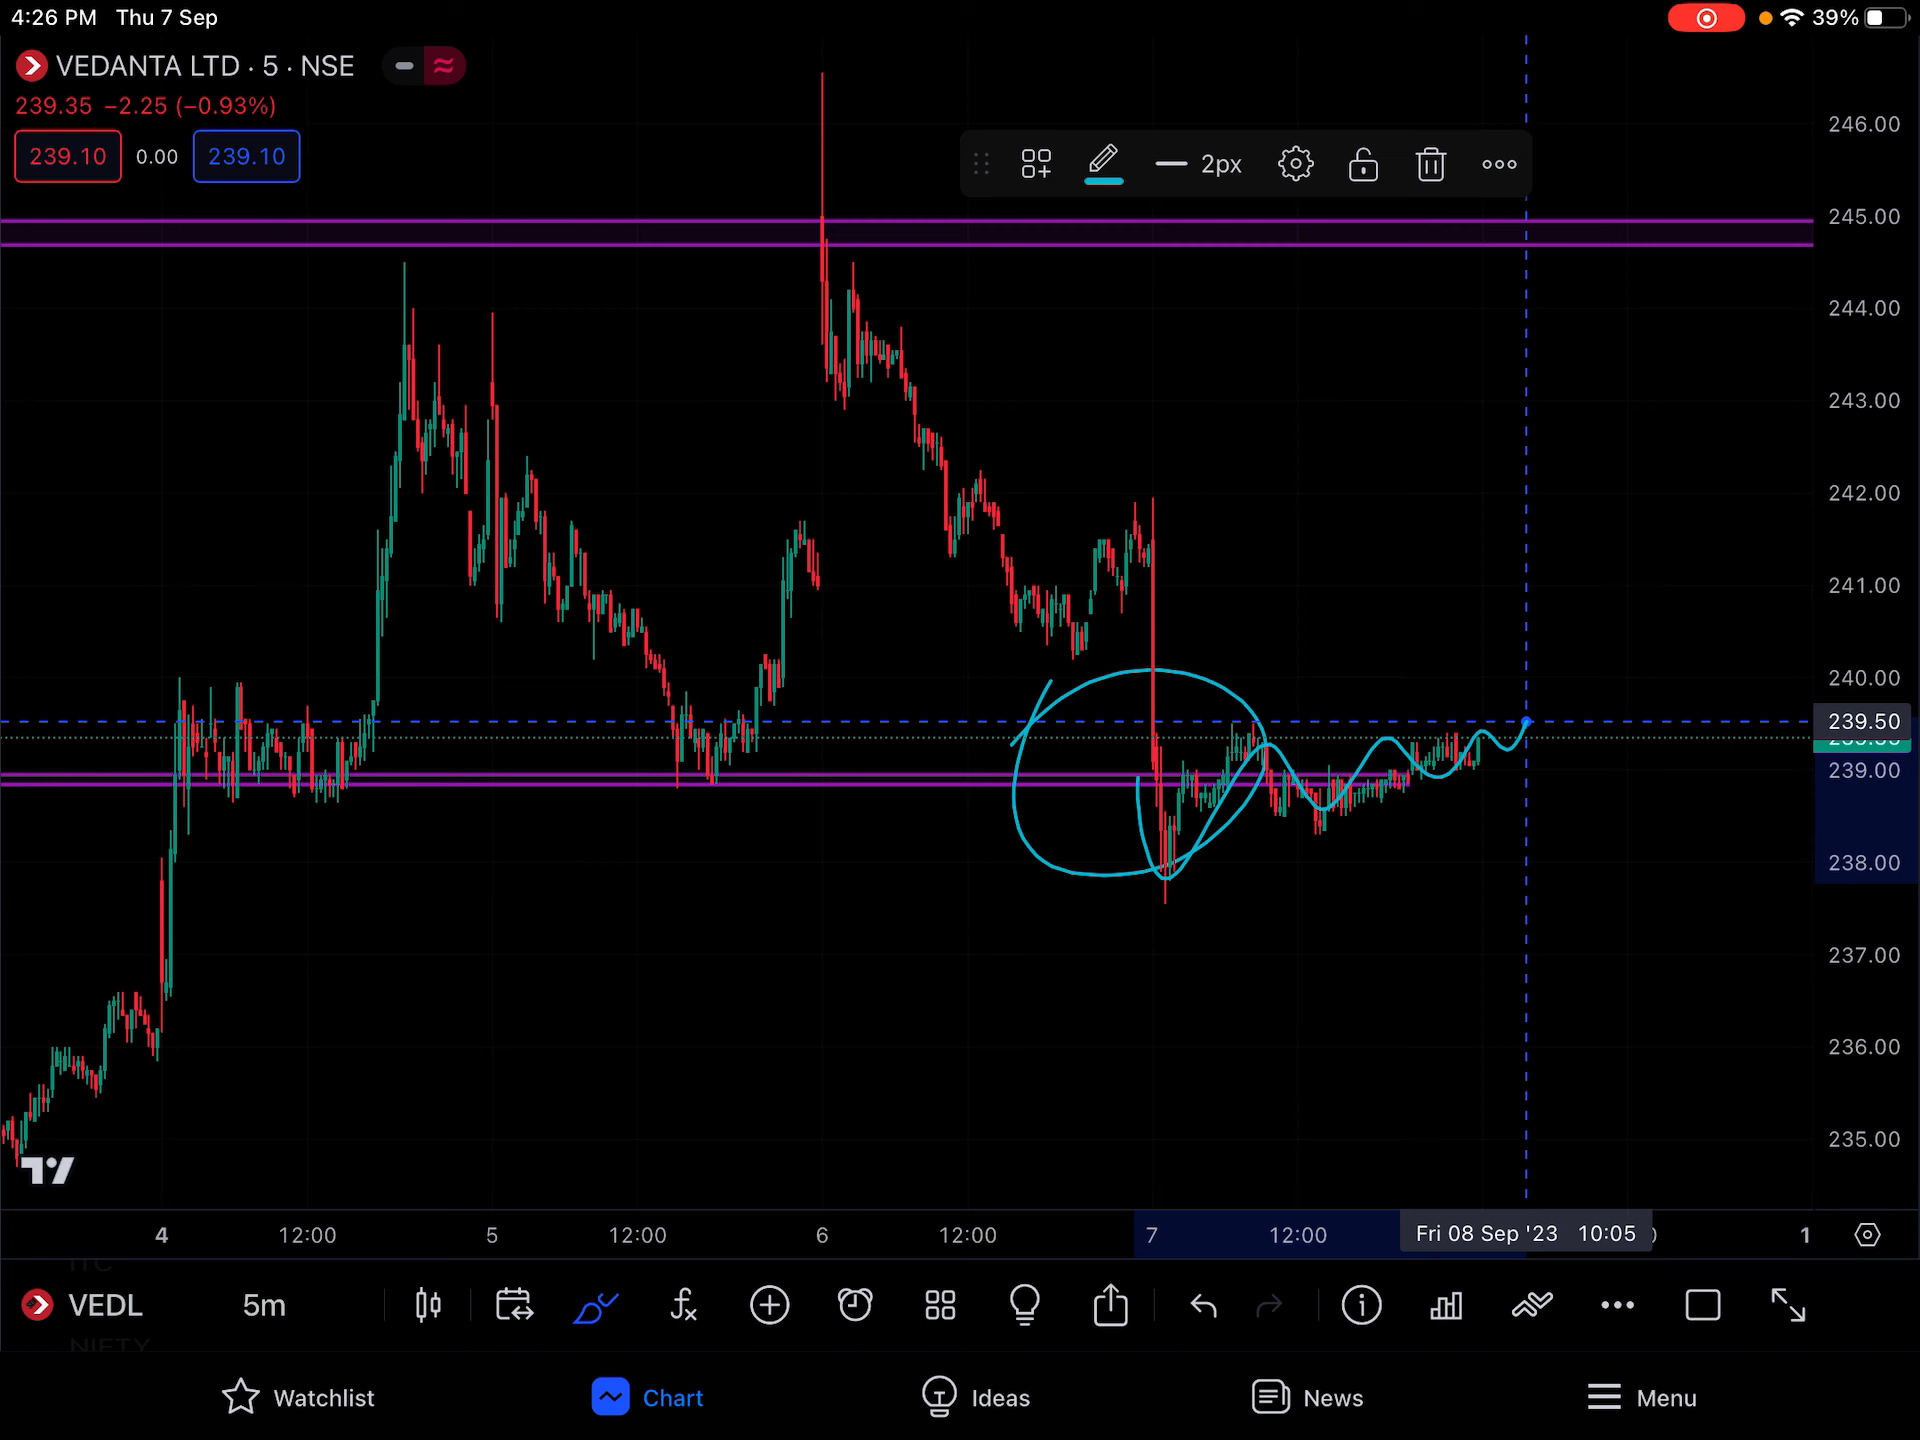 4:26 PM Thu 7 Sep
39%
VEDANTA LTD · 5 · NSE
239.35 −2.25 (−0.93%)
239.10 0.00 239.10
2px
246.00
245.00
244.00
243.00
242.00
241.00
240.00
239.50
239.00
238.00
237.00
236.00
235.00
4 12:00 5 12:00 6 12:00 7 12:00 Fri 08 Sep '23 10:05 1
VEDL 5m
Watchlist Chart Ideas News Menu